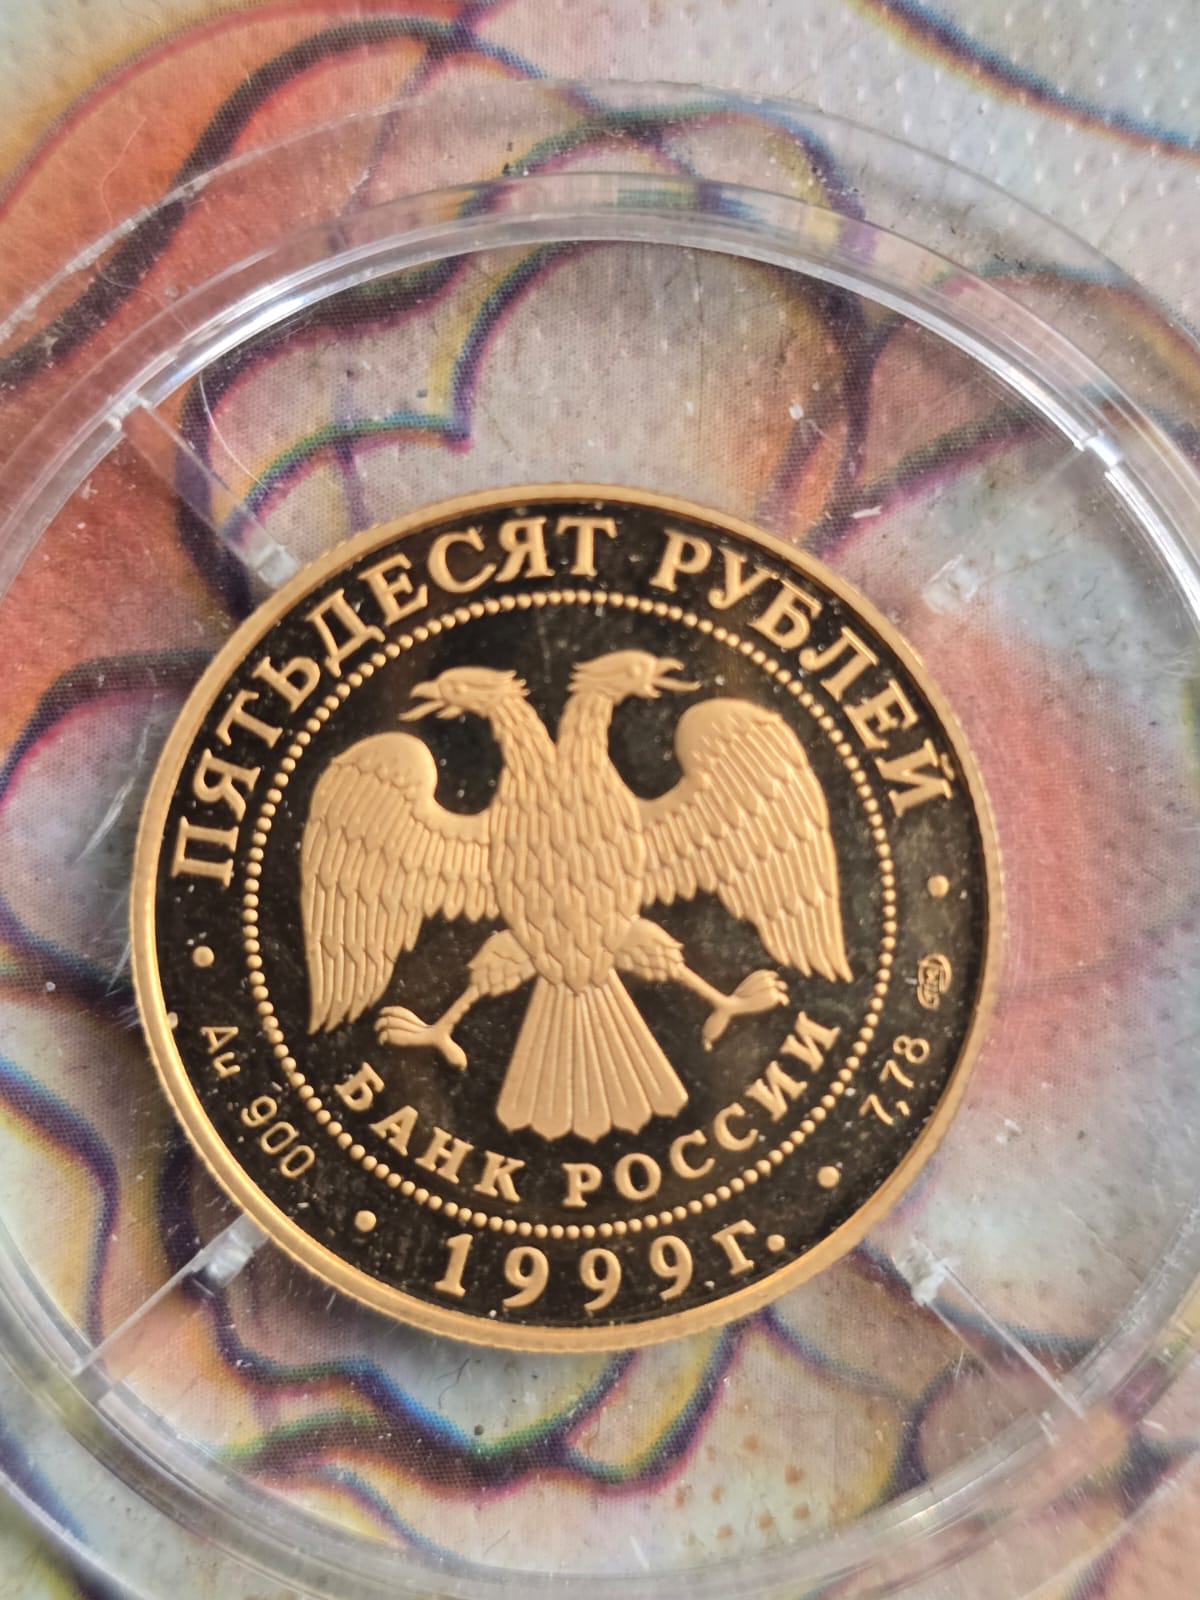 ПЯТЬДЕСЯТ РУБЛЕЙ
БАНК РОССИИ
Au 900
7,78
1999 г.